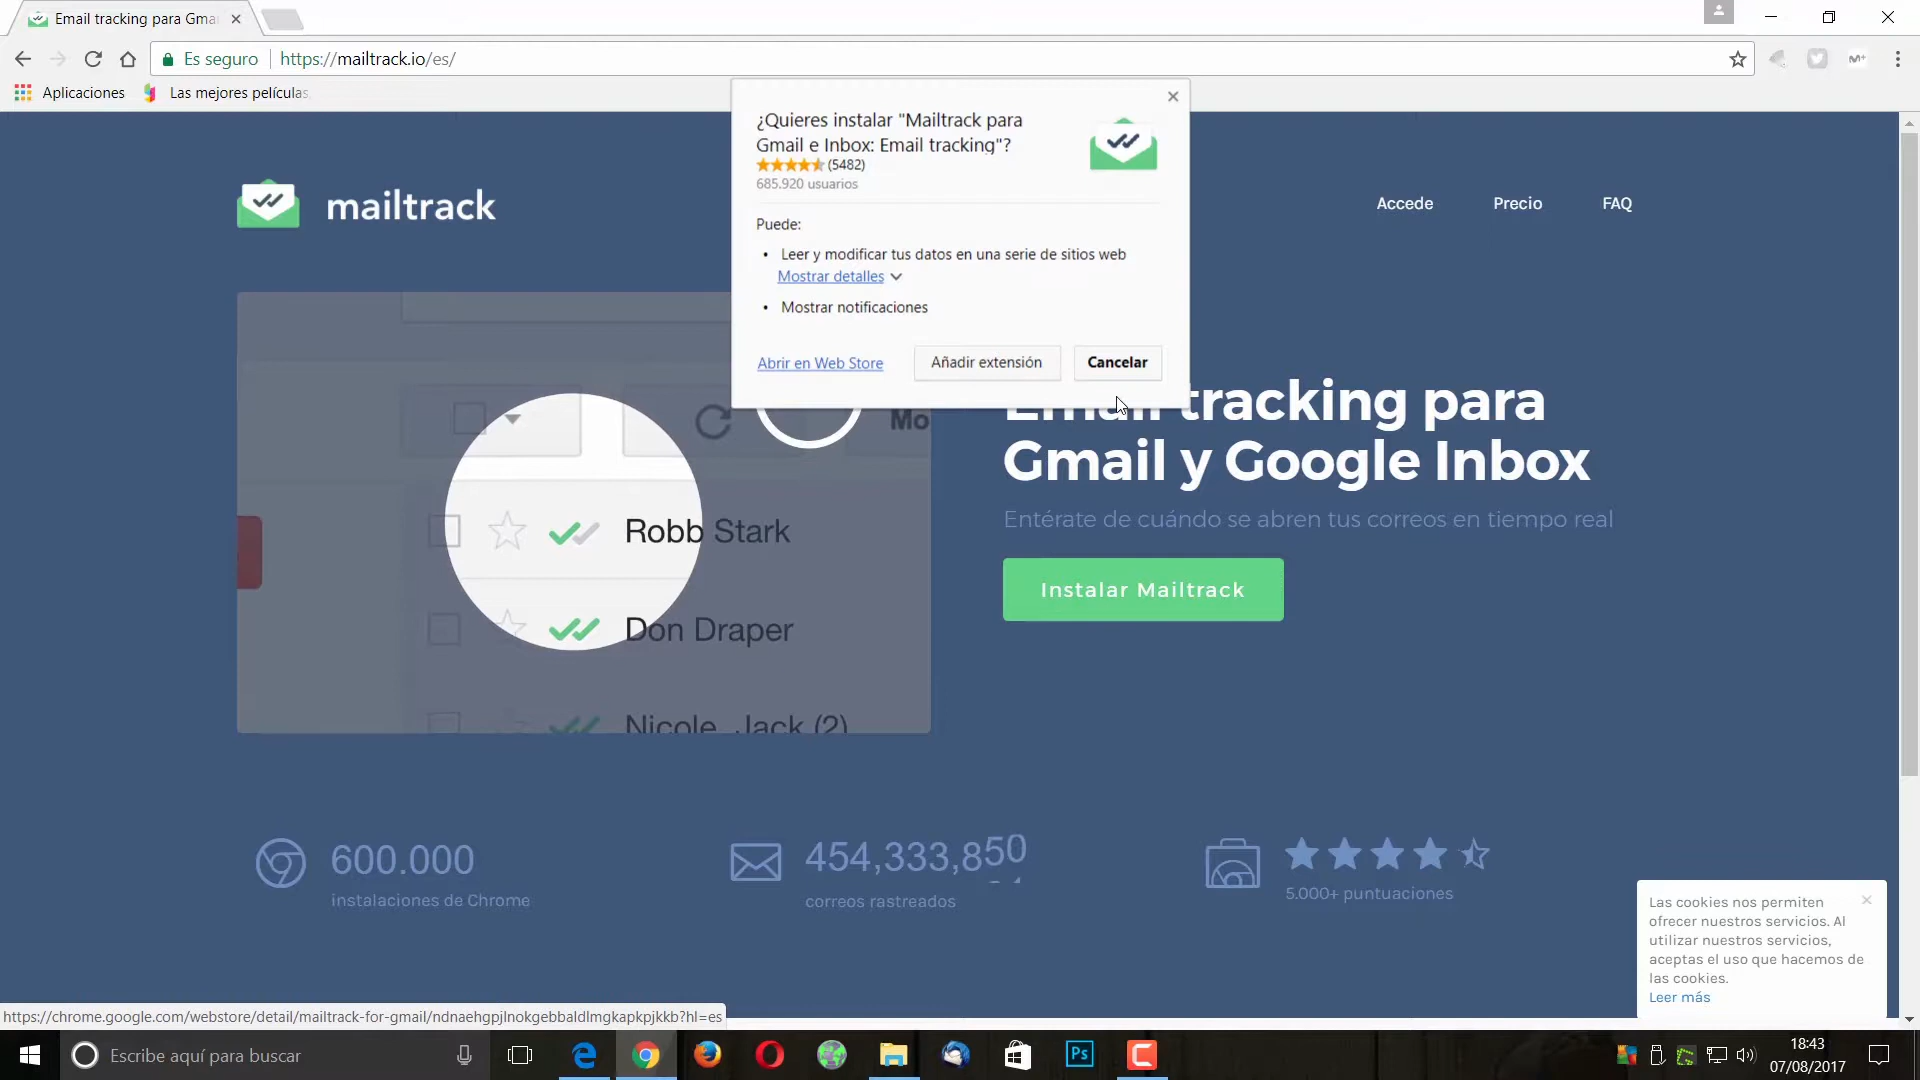 Email tracking para Gma
Es seguro
https://mailtrack.io/es/
Aplicaciones
Las mejores películas
¿Quieres instalar "Mailtrack para
Gmail e Inbox: Email tracking"?
(5482)
685.920 usuarios
Puede:
• Leer y modificar tus datos en una serie de sitios web
Mostrar detalles
• Mostrar notificaciones
Abrir en Web Store
Añadir extensión
Cancelar
mailtrack
Accede
Precio
FAQ
Mo
Robb Stark
Don Draper
Nicole, Jack (2)
Email tracking para
Gmail y Google Inbox
Entérate de cuándo se abren tus correos en tiempo real
Instalar Mailtrack
600.000
instalaciones de Chrome
454,333,850
correos rastreados
5.000+ puntuaciones
Las cookies nos permiten
ofrecer nuestros servicios. Al
utilizar nuestros servicios,
aceptas el uso que hacemos de
las cookies.
Leer más
https://chrome.google.com/webstore/detail/mailtrack-for-gmail/ndnaehgpjlnokgebbaldlmgkapkpjkkb?hl=es
Escribe aquí para buscar
Ps
18:43
07/08/2017